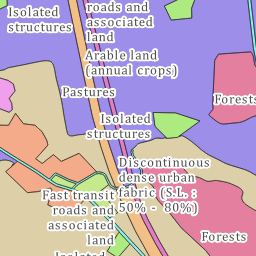 roads and
associated
land
Isolated
structures
Arable land
(annual crops)
Pastures
Forests
Isolated
structures
Discontinuous
dense urban
fabric (S.L. :
50% - 80%)
Fast transit
roads and
associated
land
Forests
Isolated